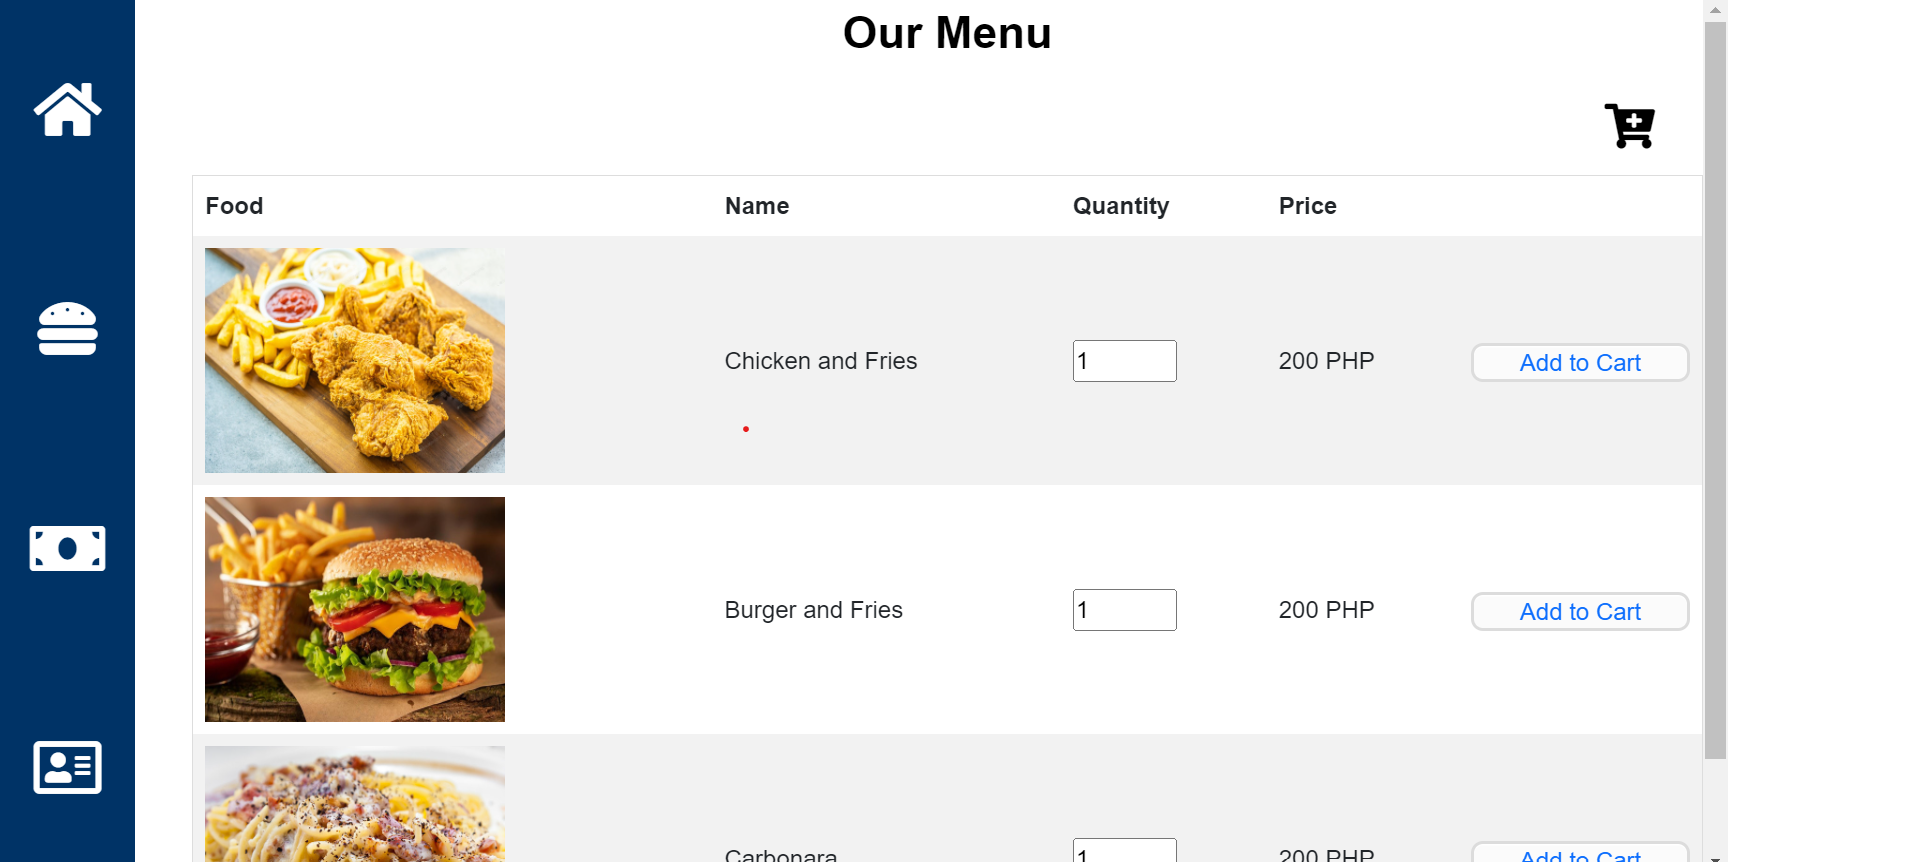 Our Menu
Food Name Quantity Price
Chicken and Fries 1 200 PHP Add to Cart
Burger and Fries 1 200 PHP Add to Cart
Carbonara 1 200 PHP Add to Cart